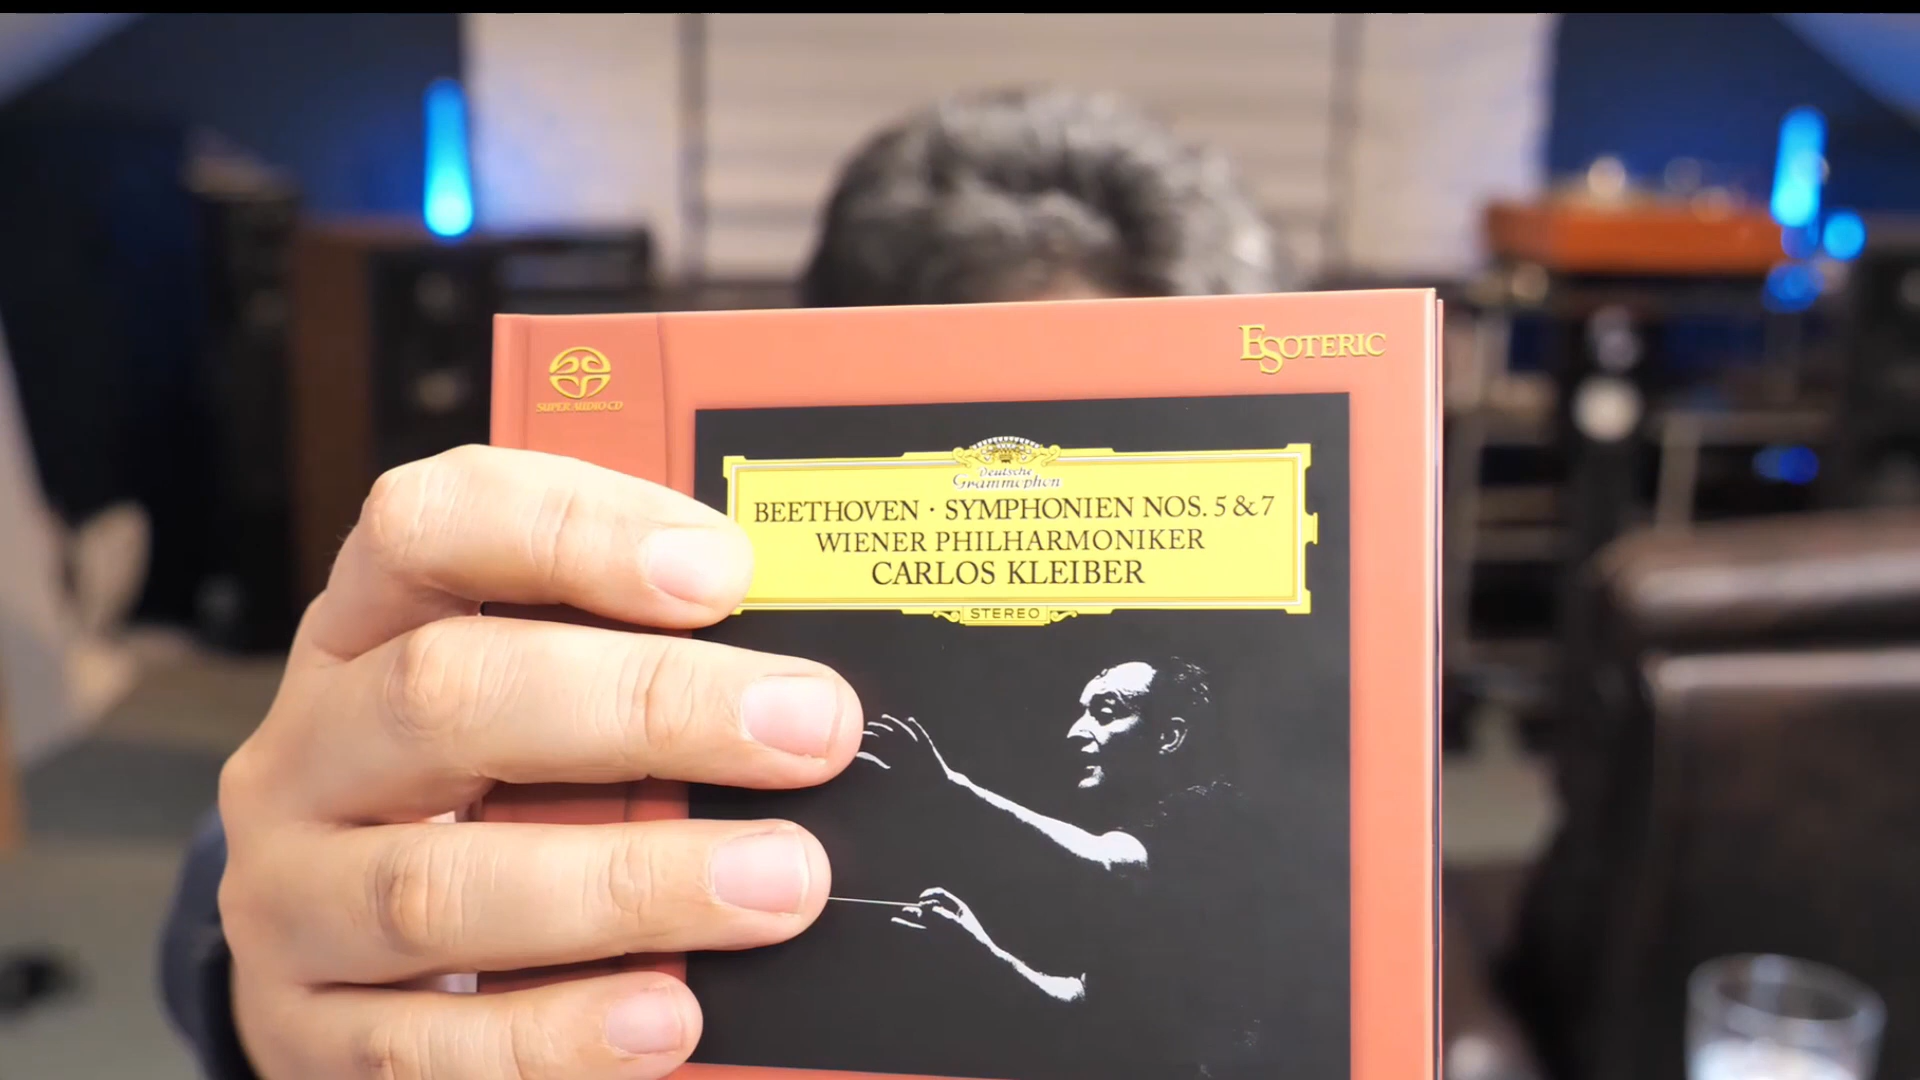 SUPER AUDIO CD
ESOTERIC
Deutsche
Grammophon
BEETHOVEN · SYMPHONIEN NOS. 5 & 7
WIENER PHILHARMONIKER
CARLOS KLEIBER
STEREO